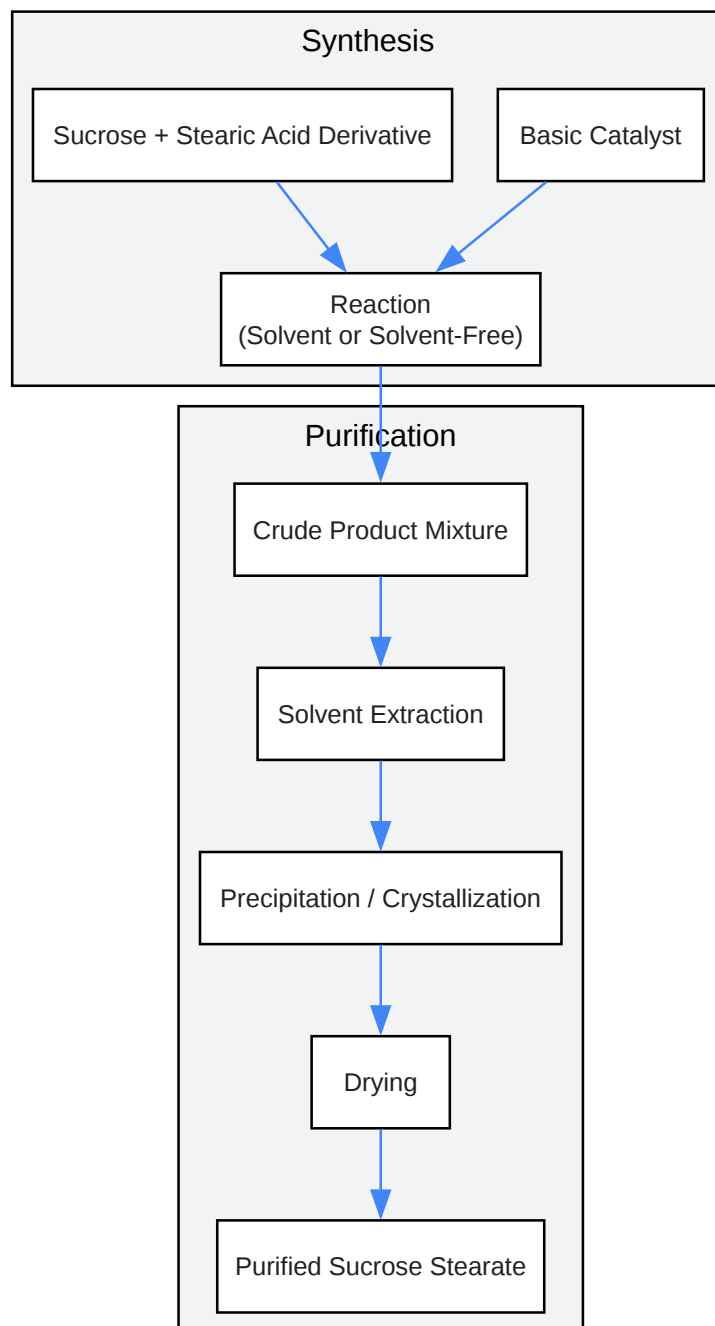 Synthesis
Sucrose + Stearic Acid Derivative
Basic Catalyst
Reaction
(Solvent or Solvent-Free)
Purification
Crude Product Mixture
Solvent Extraction
Precipitation / Crystallization
Drying
Purified Sucrose Stearate